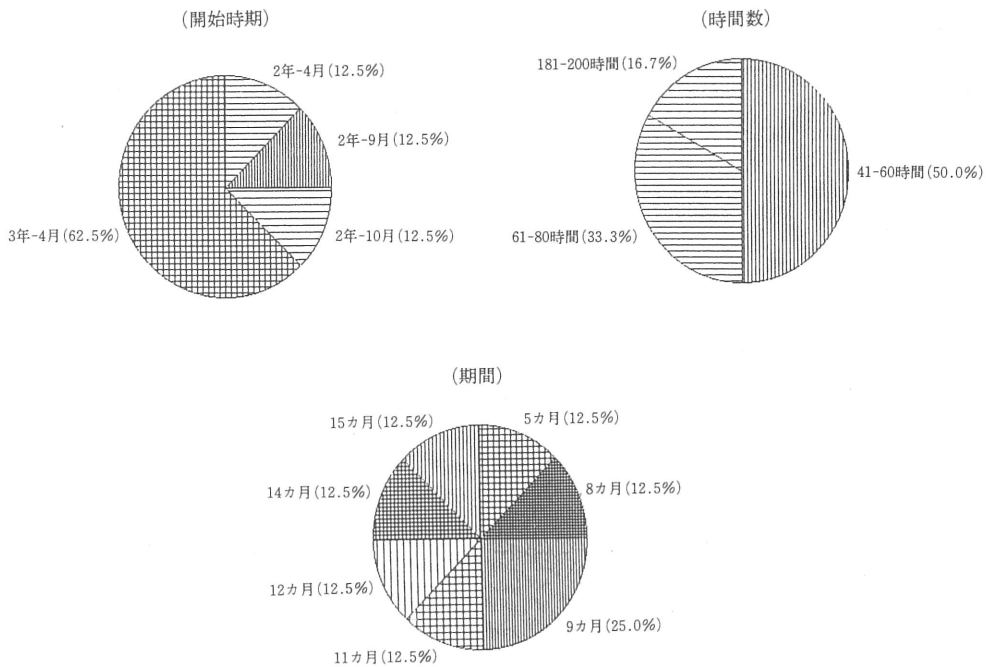 (開始時期)
2年-4月(12.5%)
2年-9月(12.5%)
2年-10月(12.5%)
3年-4月(62.5%)
(時間数)
181-200時間(16.7%)
41-60時間(50.0%)
61-80時間(33.3%)
(期間)
15カ月(12.5%)
5カ月(12.5%)
14カ月(12.5%)
8カ月(12.5%)
12カ月(12.5%)
9カ月(25.0%)
11カ月(12.5%)